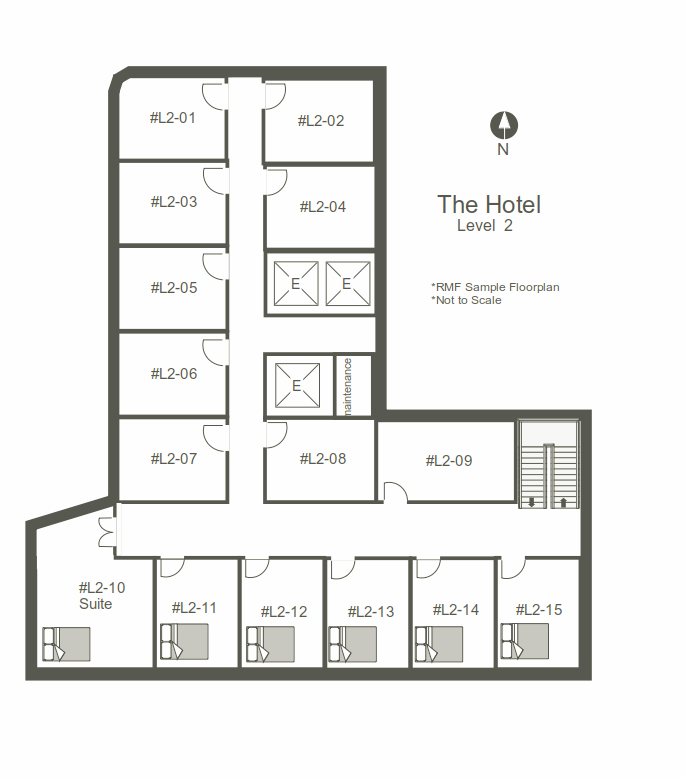 #L2-01
#L2-02
N
#L2-03
#L2-04
The Hotel
Level 2
#L2-05
E
E
*RMF Sample Floorplan
*Not to Scale
#L2-06
E
maintenance
#L2-07
#L2-08
#L2-09
#L2-10
Suite
#L2-11
#L2-12
#L2-13
#L2-14
#L2-15